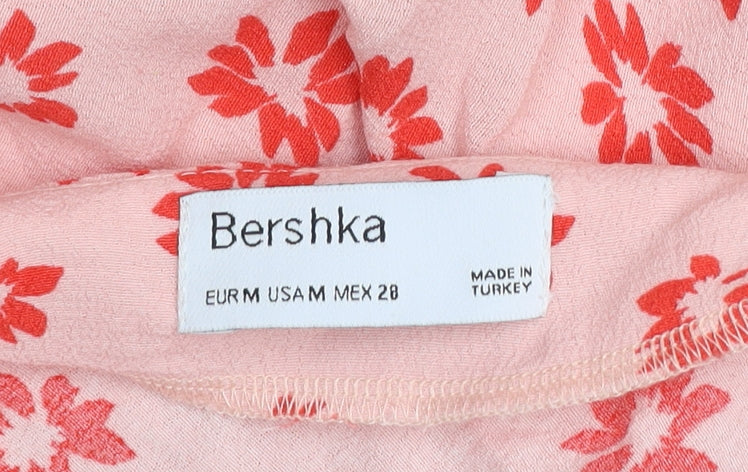 Bershka
EUR M USA M MEX 28
MADE IN
TURKEY